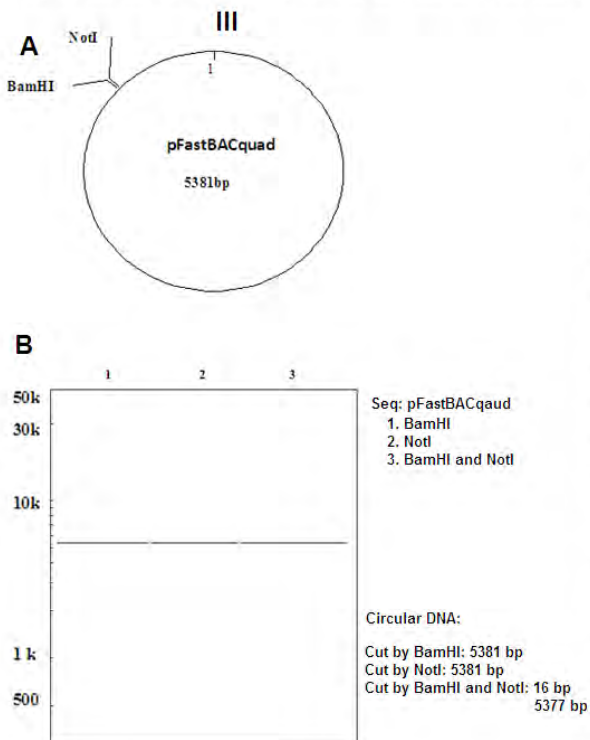 III
A
NotI
BamHI
1
pFastBACquad
5381bp
B
1 2 3
50k
30k
10k
1 k
500
Seq: pFastBACqaud
1. BamHI
2. NotI
3. BamHI and NotI
Circular DNA:
Cut by BamHI: 5381 bp
Cut by NotI: 5381 bp
Cut by BamHI and NotI: 16 bp
5377 bp